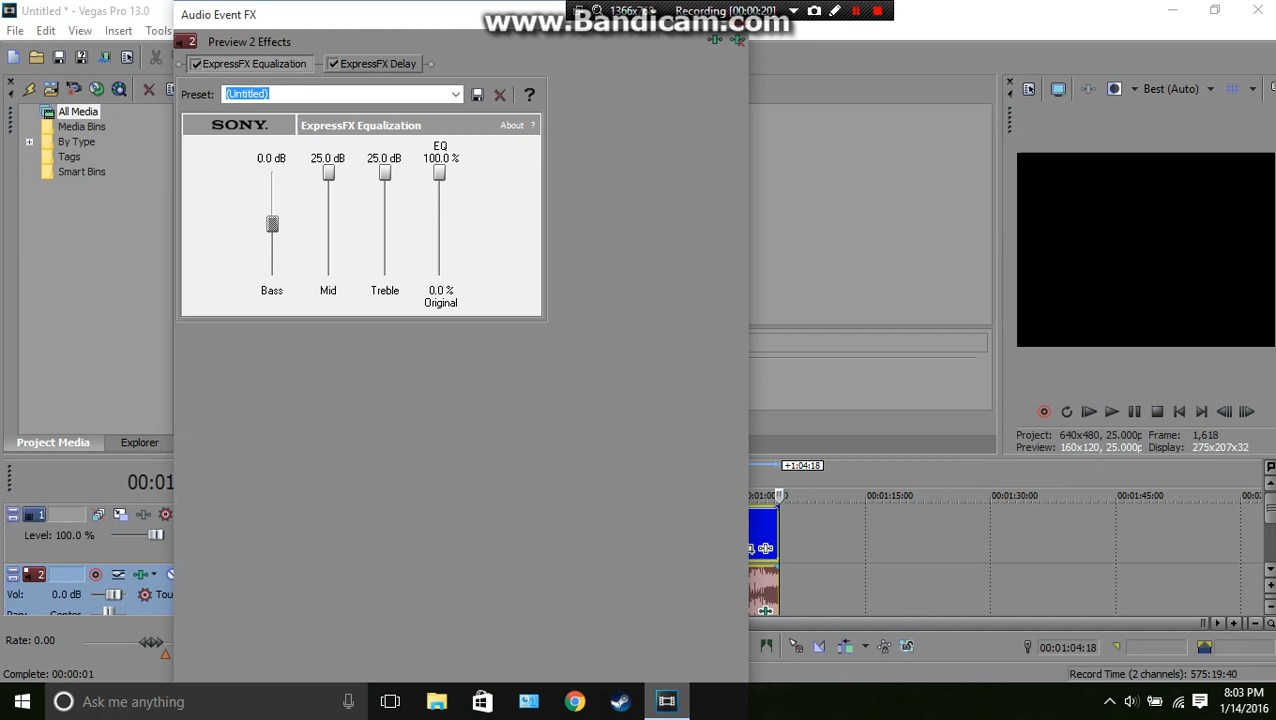 Untitled * - Vegas Pro 13.0
Audio Event FX
www.Bandicam.com
Recording [00:00:20]
File Edit View Insert Tools
2 Preview 2 Effects
ExpressFX Equalization ExpressFX Delay
Preset: (Untitled)
Best (Auto)
All Media
Media Bins
By Type
Tags
Smart Bins
SONY. ExpressFX Equalization About ?
EQ
0.0 dB 25.0 dB 25.0 dB 100.0 %
Bass Mid Treble 0.0 %
Original
Project: 640x480, 25.000p Frame: 1,618
Preview: 160x120, 25.000p Display: 275x207x32
Project Media Explorer
+1:04:18
00:01:15:00 00:01:30:00 00:01:45:00
1
Level: 100.0 %
2
Vol: 0.0 dB
Rate: 0.00
00:01:04:18
Complete: 00:00:01
Record Time (2 channels): 575:19:40
Ask me anything
8:03 PM
1/14/2016